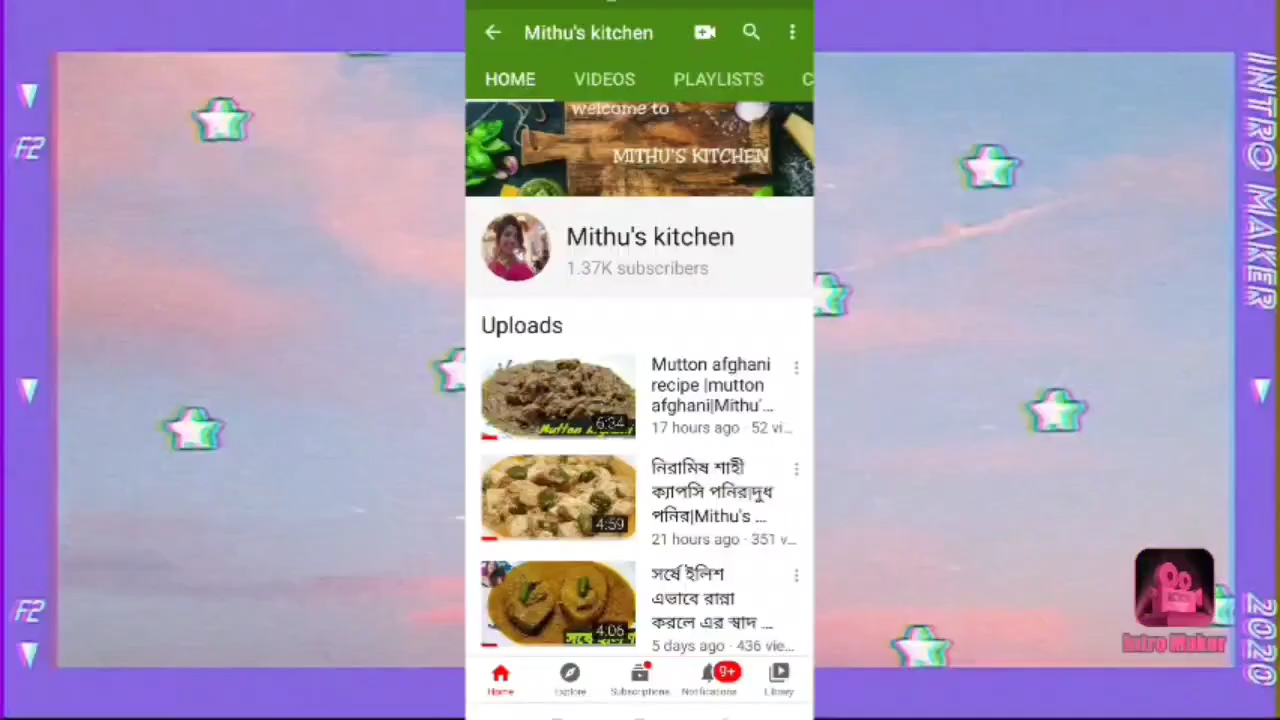 Mithu's kitchen
HOME VIDEOS PLAYLISTS C
welcome to
MITHU'S KITCHEN
Mithu's kitchen
1.37K subscribers
Uploads
Mutton afghani
recipe |mutton
afghani|Mithu'...
17 hours ago · 52 vi...
6:34
Mutton afghani
নিরামিষ শাহী
ক্যাপসি পনির|দুধ
পনির|Mithu's ...
21 hours ago · 351 v...
4:59
সর্ষে ইলিশ
এভাবে রান্না
করলে এর স্বাদ ...
5 days ago · 436 vie...
4:06
9+
Home Explore Subscriptions Notifications Library
F2
F2
INTRO MAKER
2020
Intro Maker